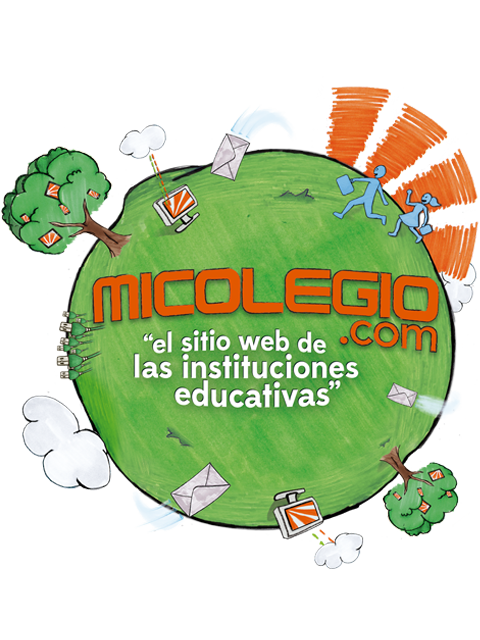 MICOLEGIO
.com
“el sitio web de
las instituciones
educativas”